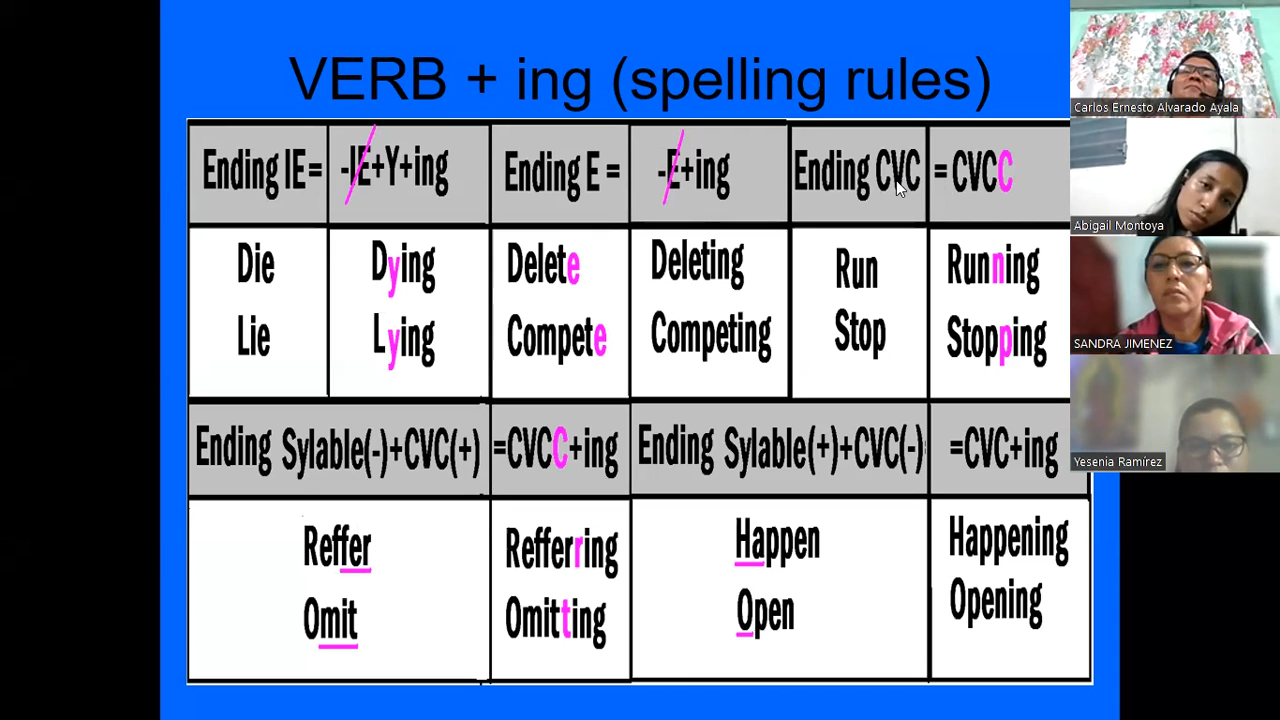 VERB + ing (spelling rules)
Ending IE= -IE+Y+ing Ending E = -E+ing Ending CVC = CVCC
Die Dying Delete Deleting Run Running
Lie Lying Compete Competing Stop Stopping
Ending Sylable(-)+CVC(+) =CVCC+ing Ending Sylable(+)+CVC(-)= =CVC+ing
Reffer Refferring Happen Happening
Omit Omitting Open Opening
Carlos Ernesto Alvarado Ayala
Abigail Montoya
SANDRA JIMENEZ
Yesenia Ramírez